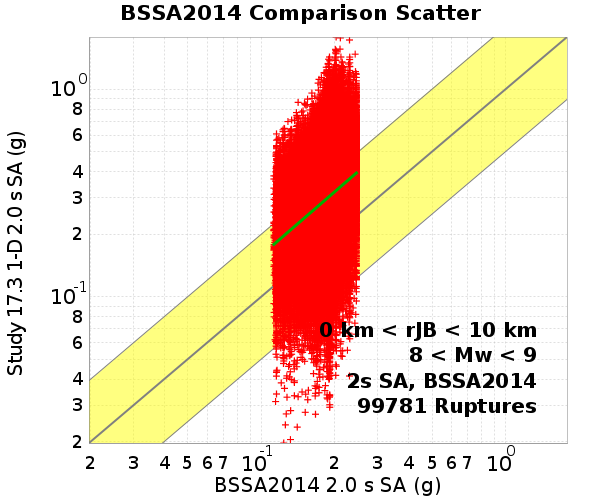 BSSA2014 Comparison Scatter
Study 17.3 1-D 2.0 s SA (g)
10^0
8
6
4
3
2
10^-1
8
6
4
3
2
0 km < rJB < 10 km
8 < Mw < 9
2s SA, BSSA2014
99781 Ruptures
2 3 4 5 6 7 10^-1 2 3 4 5 6 7 10^0
BSSA2014 2.0 s SA (g)